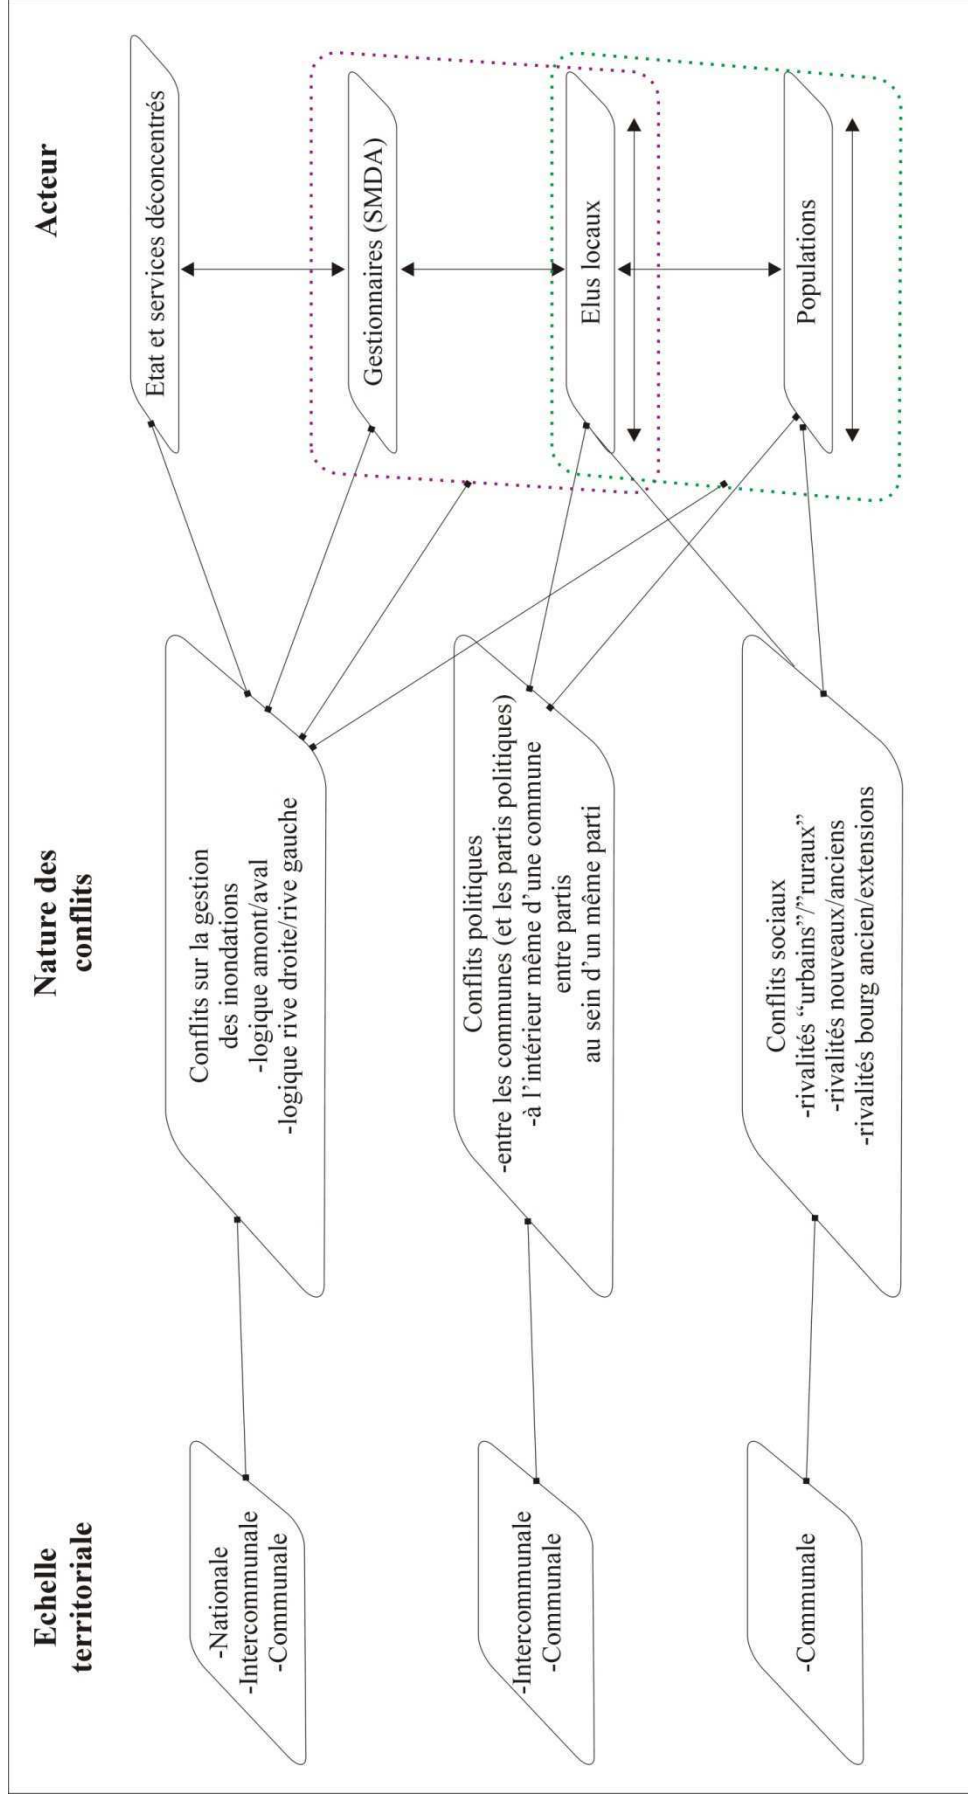 Echelle
territoriale
Nature des
conflits
Acteur
-Nationale
-Intercommunale
-Communale
Conflits sur la gestion
des inondations
-logique amont/aval
-logique rive droite/rive gauche
Etat et services déconcentrés
Gestionnaires (SMDA)
-Intercommunale
-Communale
Conflits politiques
-entre les communes (et les partis politiques)
-à l'intérieur même d'une commune
entre partis
au sein d'un même parti
Elus locaux
-Communale
Conflits sociaux
-rivalités “urbains”/”ruraux”
-rivalités nouveaux/anciens
-rivalités bourg ancien/extensions
Populations